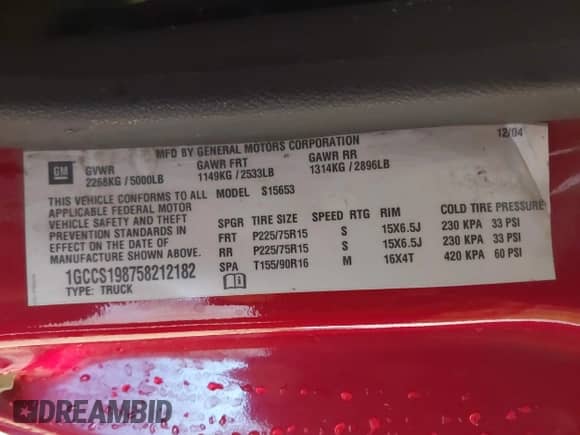 MFD BY GENERAL MOTORS CORPORATION 12/04
GM GVWR GAWR FRT GAWR RR
2268KG / 5000LB 1149KG / 2533LB 1314KG / 2896LB
THIS VEHICLE CONFORMS TO ALL MODEL S15653
APPLICABLE FEDERAL MOTOR
VEHICLE SAFETY AND THEFT
PREVENTION STANDARDS IN
EFFECT ON THE DATE OF
MANUFACTURE SHOWN ABOVE.
SPGR TIRE SIZE SPEED RTG RIM COLD TIRE PRESSURE
FRT P225/75R15 S 15X6.5J 230 KPA 33 PSI
RR P225/75R15 S 15X6.5J 230 KPA 33 PSI
SPA T155/90R16 M 16X4T 420 KPA 60 PSI
1GCCS198758212182
TYPE: TRUCK
DREAMBID